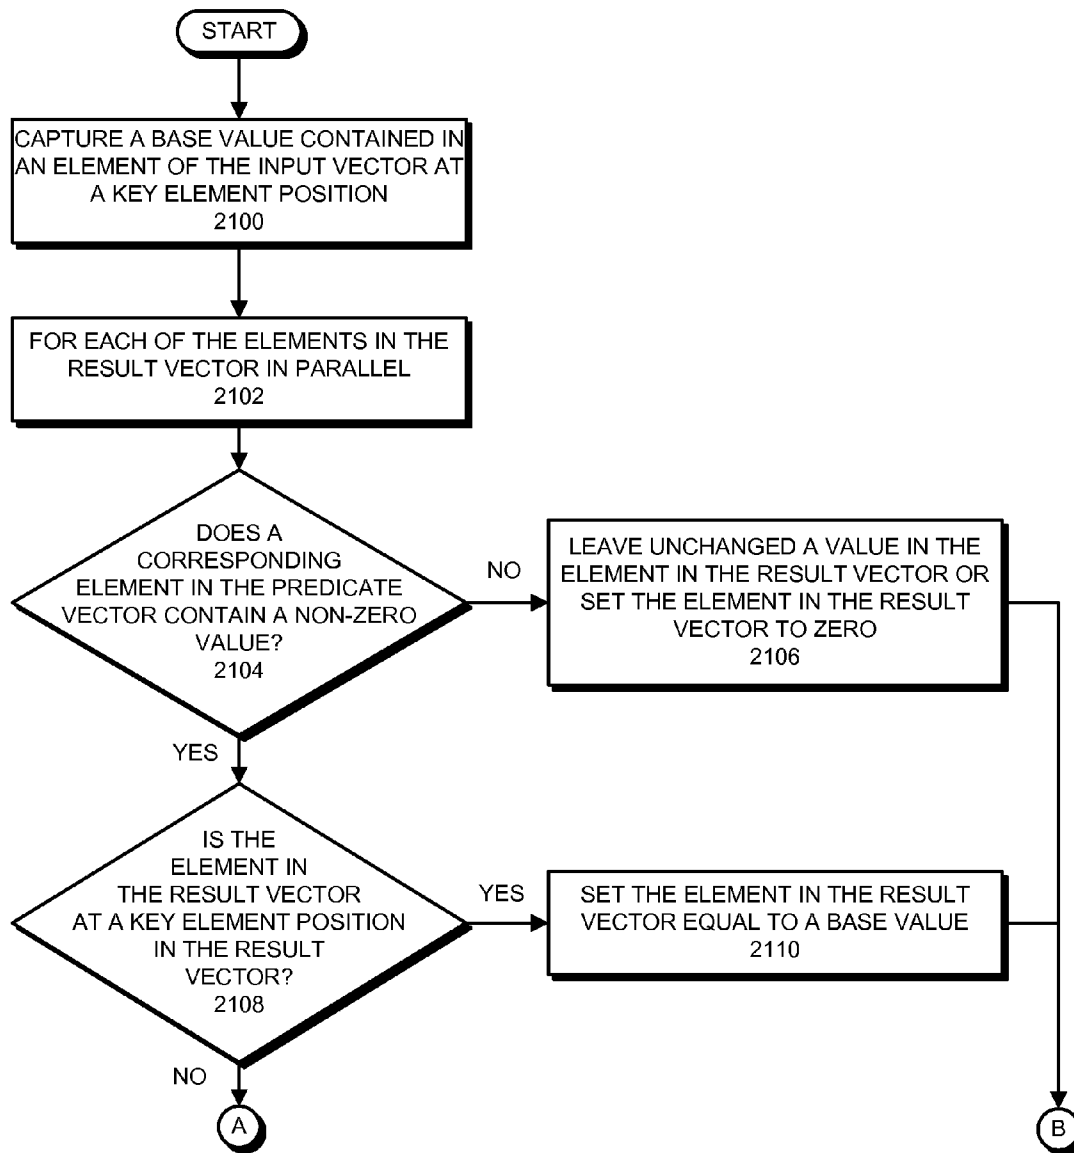 START
CAPTURE A BASE VALUE CONTAINED IN
AN ELEMENT OF THE INPUT VECTOR AT
A KEY ELEMENT POSITION
2100
FOR EACH OF THE ELEMENTS IN THE
RESULT VECTOR IN PARALLEL
2102
DOES A
CORRESPONDING
ELEMENT IN THE PREDICATE
VECTOR CONTAIN A NON-ZERO
VALUE?
2104
NO
LEAVE UNCHANGED A VALUE IN THE
ELEMENT IN THE RESULT VECTOR OR
SET THE ELEMENT IN THE RESULT
VECTOR TO ZERO
2106
YES
IS THE
ELEMENT IN
THE RESULT VECTOR
AT A KEY ELEMENT POSITION
IN THE RESULT
VECTOR?
2108
YES
SET THE ELEMENT IN THE RESULT
VECTOR EQUAL TO A BASE VALUE
2110
NO
A
B